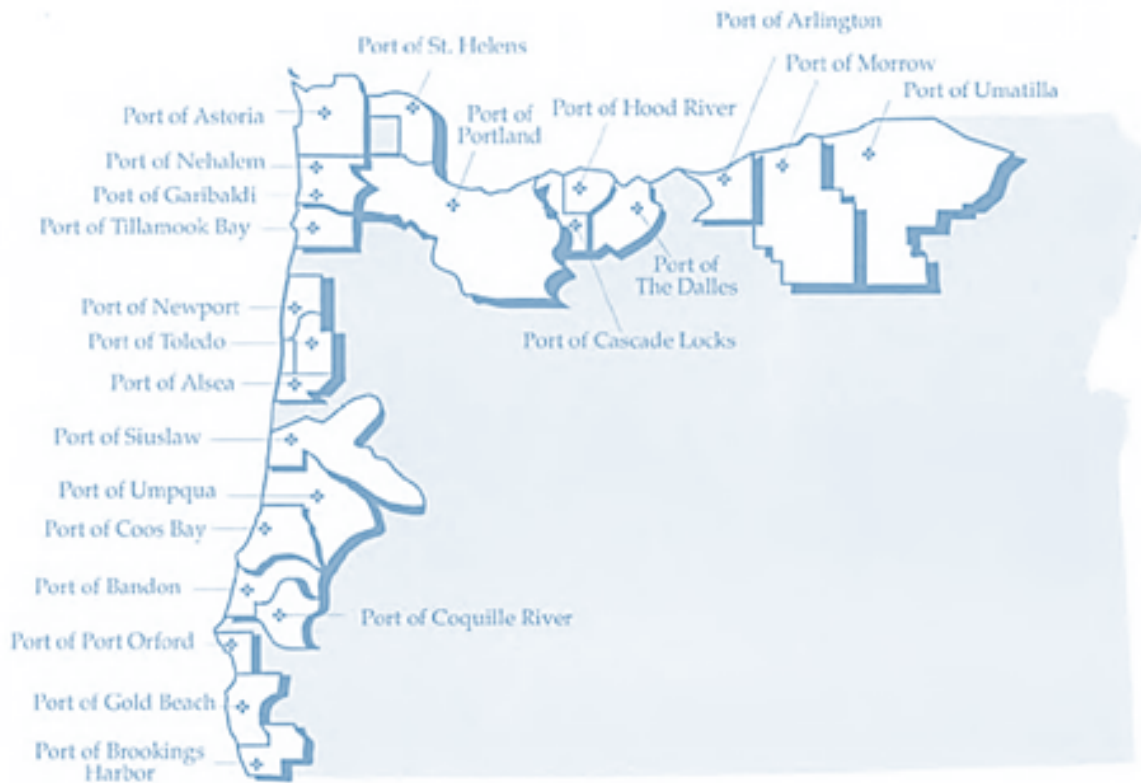 Port of Arlington
Port of St. Helens
Port of Morrow
Port of Umatilla
Port of Astoria
Port of
Portland
Port of Hood River
Port of Nehalem
Port of Garibaldi
Port of Tillamook Bay
Port of
The Dalles
Port of Newport
Port of Toledo
Port of Cascade Locks
Port of Alsea
Port of Siuslaw
Port of Umpqua
Port of Coos Bay
Port of Bandon
Port of Coquille River
Port of Port Orford
Port of Gold Beach
Port of Brookings
Harbor